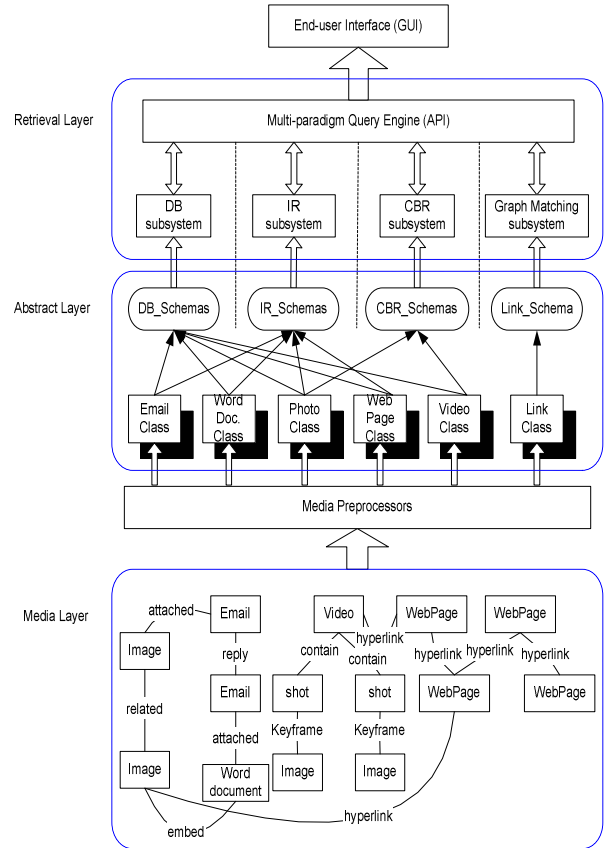 End-user Interface (GUI)
Retrieval Layer
Multi-paradigm Query Engine (API)
DB
subsystem
IR
subsystem
CBR
subsystem
Graph Matching
subsystem
Abstract Layer
DB_Schemas
IR_Schemas
CBR_Schemas
Link_Schema
Email
Class
Word
Doc.
Class
Photo
Class
Web
Page
Class
Video
Class
Link
Class
Media Preprocessors
Media Layer
attached
Email
Video
WebPage
WebPage
hyperlink
Image
reply
contain
contain
hyperlink
hyperlink
hyperlink
Email
shot
shot
WebPage
WebPage
related
attached
Keyframe
Keyframe
Image
Word
document
Image
Image
hyperlink
embed